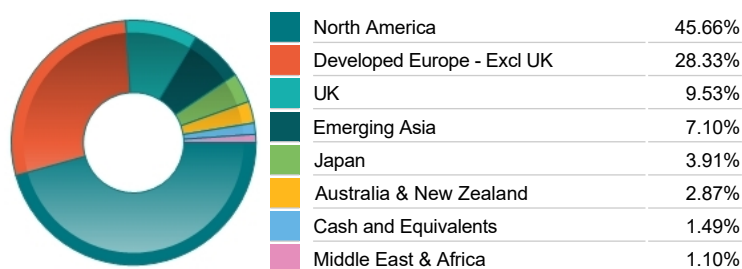 North America 45.66%
Developed Europe - Excl UK 28.33%
UK 9.53%
Emerging Asia 7.10%
Japan 3.91%
Australia & New Zealand 2.87%
Cash and Equivalents 1.49%
Middle East & Africa 1.10%